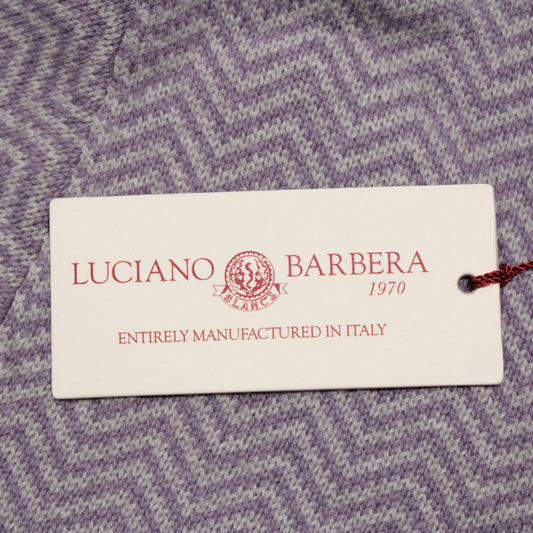 LUCIANO BARBERA
BLANCS
1970
ENTIRELY MANUFACTURED IN ITALY